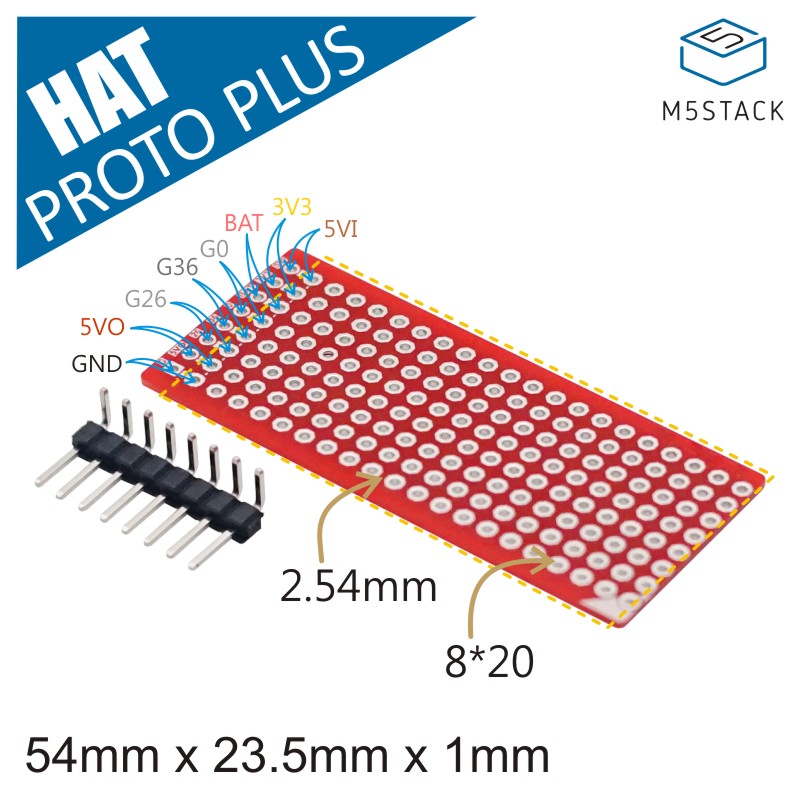 HAT
PROTO PLUS
M5STACK
3V3
BAT
5VI
G0
G36
G26
5VO
GND
2.54mm
8*20
54mm x 23.5mm x 1mm